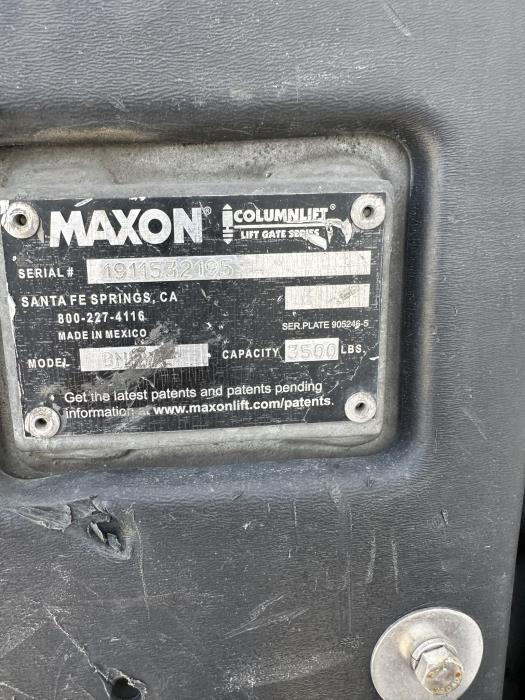 MAXON® COLUMNLIFT®
LIFT GATE SERIES
SERIAL # 1911532195
SANTA FE SPRINGS, CA
800-227-4116
MADE IN MEXICO
SER.PLATE 905246-5
MODEL CAPACITY 3500 LBS.
Get the latest patents and patents pending
information at www.maxonlift.com/patents.